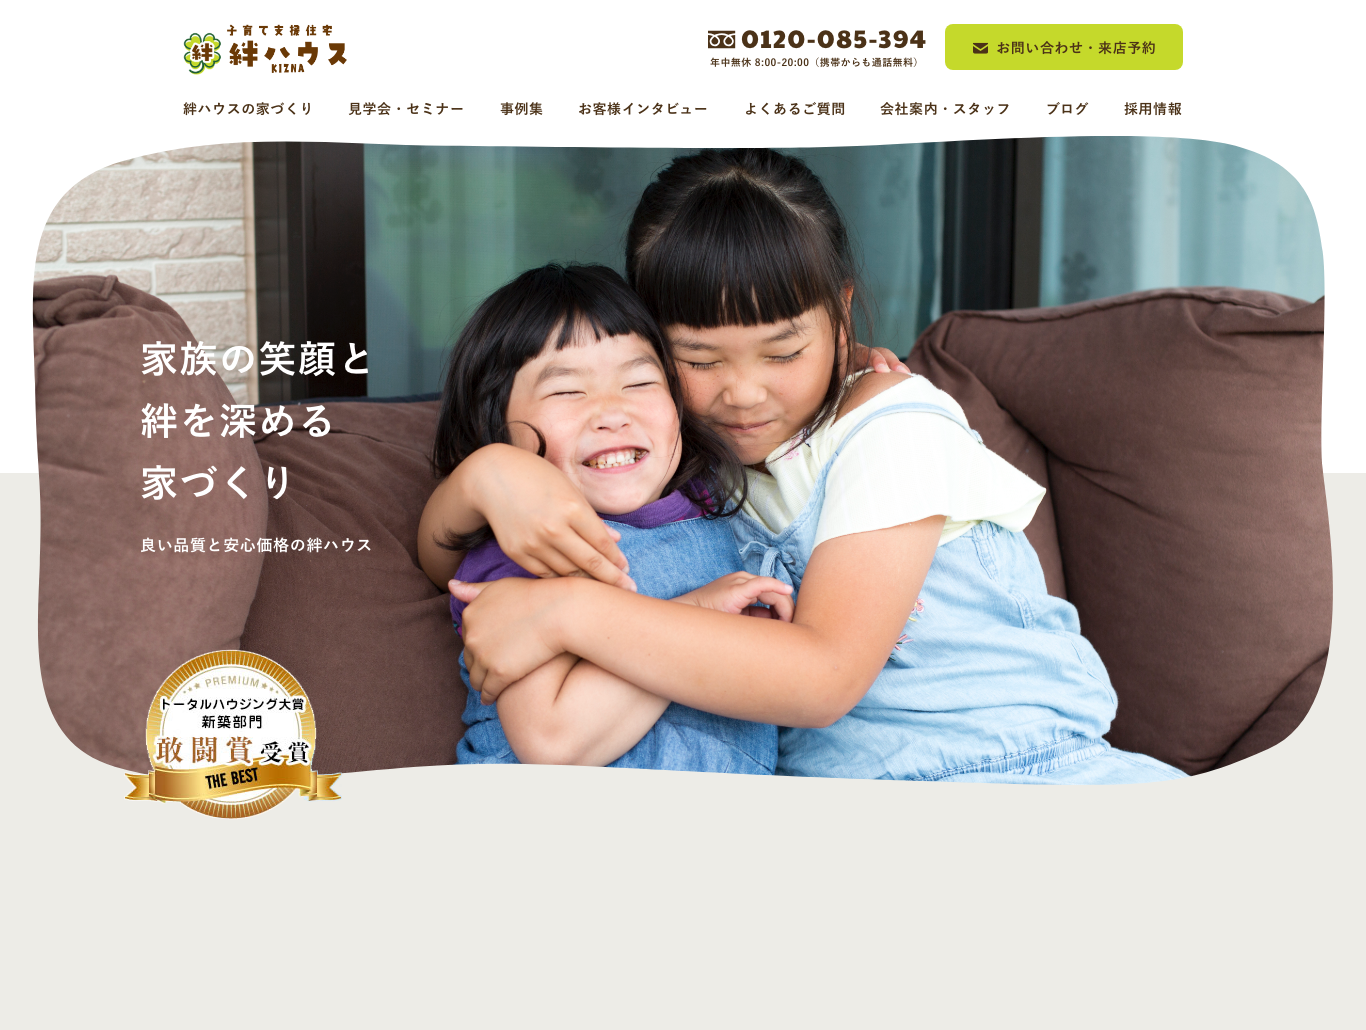 子育て支援住宅
絆
絆ハウス
KIZNA
0120-085-394
年中無休 8:00-20:00（携帯からも通話無料）
お問い合わせ・来店予約
絆ハウスの家づくり
見学会・セミナー
事例集
お客様インタビュー
よくあるご質問
会社案内・スタッフ
ブログ
採用情報
家族の笑顔と
絆を深める
家づくり
良い品質と安心価格の絆ハウス
PREMIUM
トータルハウジング大賞
新築部門
敢闘賞受賞
THE BEST